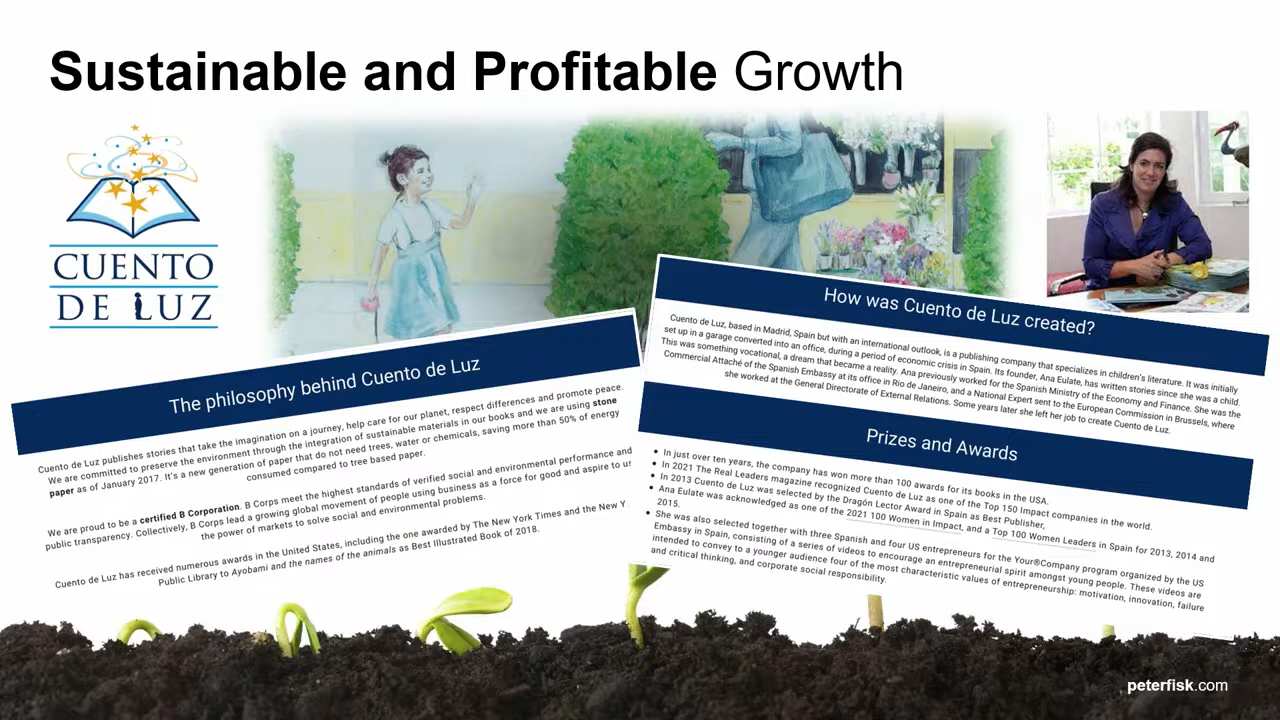 Sustainable and Profitable Growth
CUENTO
DE LUZ
The philosophy behind Cuento de Luz
Cuento de Luz publishes stories that take the imagination on a journey, help care for our planet, respect differences and promote peace.
We are committed to preserve the environment through the integration of sustainable materials in our books and we are using stone
paper as of January 2017. It's a new generation of paper that do not need trees, water or chemicals, saving more than 50% of energy
consumed compared to tree based paper.
We are proud to be a certified B Corporation. B Corps meet the highest standards of verified social and environmental performance and
public transparency. Collectively, B Corps lead a growing global movement of people using business as a force for good and aspire to us
the power of markets to solve social and environmental problems.
Cuento de Luz has received numerous awards in the United States, including the one awarded by The New York Times and the New Y
Public Library to Ayobami and the names of the animals as Best Illustrated Book of 2018.
How was Cuento de Luz created?
Cuento de Luz, based in Madrid, Spain but with an international outlook, is a publishing company that specializes in children's literature. It was initially
set up in a garage converted into an office, during a period of economic crisis in Spain. Its founder, Ana Eulate, has written stories since she was a child.
This was something vocational, a dream that became a reality. Ana previously worked for the Spanish Ministry of the Economy and Finance. She was the
Commercial Attaché of the Spanish Embassy at its office in Rio de Janeiro, and a National Expert sent to the European Commission in Brussels, where
she worked at the General Directorate of External Relations. Some years later she left her job to create Cuento de Luz.
Prizes and Awards
• In just over ten years, the company has won more than 100 awards for its books in the USA.
• In 2021 The Real Leaders magazine recognized Cuento de Luz as one of the Top 150 Impact companies in the world.
• In 2013 Cuento de Luz was selected by the Dragón Lector Award in Spain as Best Publisher,
• Ana Eulate was acknowledged as one of the 2021 100 Women in Impact, and a Top 100 Women Leaders in Spain for 2013, 2014 and
2015.
• She was also selected together with three Spanish and four US entrepreneurs for the Your®Company program organized by the US
Embassy in Spain, consisting of a series of videos to encourage an entrepreneurial spirit amongst young people. These videos are
intended to convey to a younger audience four of the most characteristic values of entrepreneurship: motivation, innovation, failure
and critical thinking, and corporate social responsibility.
peterfisk.com